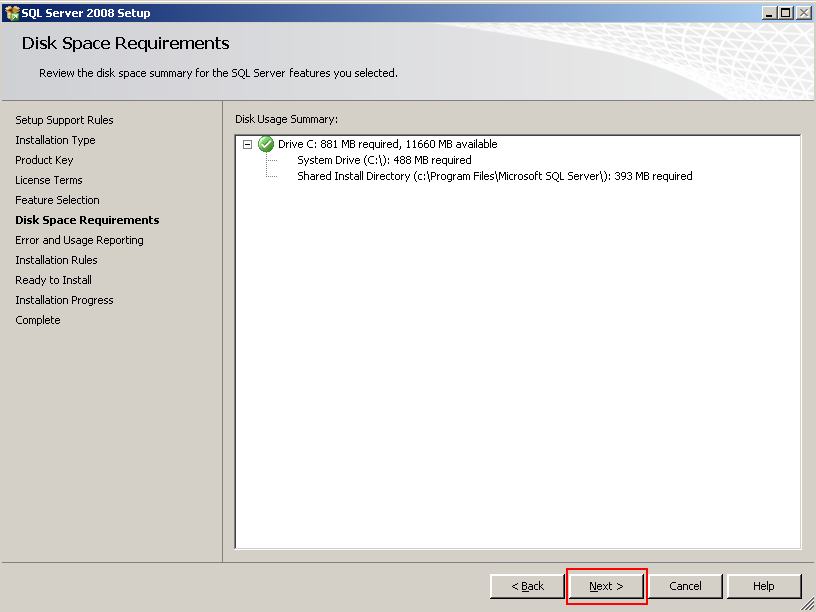 SQL Server 2008 Setup
Disk Space Requirements
Review the disk space summary for the SQL Server features you selected.
Setup Support Rules
Installation Type
Product Key
License Terms
Feature Selection
Disk Space Requirements
Error and Usage Reporting
Installation Rules
Ready to Install
Installation Progress
Complete
Disk Usage Summary:
Drive C: 881 MB required, 11660 MB available
System Drive (C:\): 488 MB required
Shared Install Directory (c:\Program Files\Microsoft SQL Server\): 393 MB required
< Back
Next >
Cancel
Help